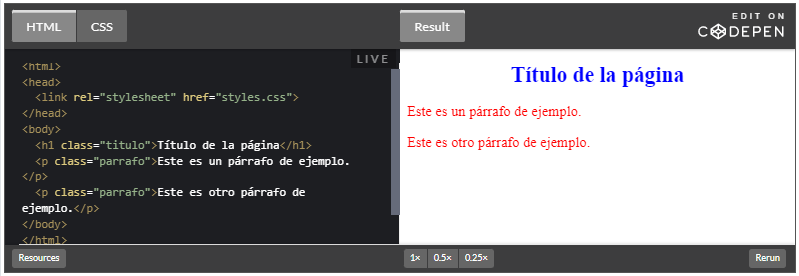 HTML CSS Result EDIT ON
CODEPEN
LIVE
<html>
<head>
<link rel="stylesheet" href="styles.css">
</head>
<body>
<h1 class="titulo">Título de la página</h1>
<p class="parrafo">Este es un párrafo de ejemplo.
</p>
<p class="parrafo">Este es otro párrafo de
ejemplo.</p>
</body>
</html>
Título de la página
Este es un párrafo de ejemplo.
Este es otro párrafo de ejemplo.
Resources 1× 0.5× 0.25× Rerun